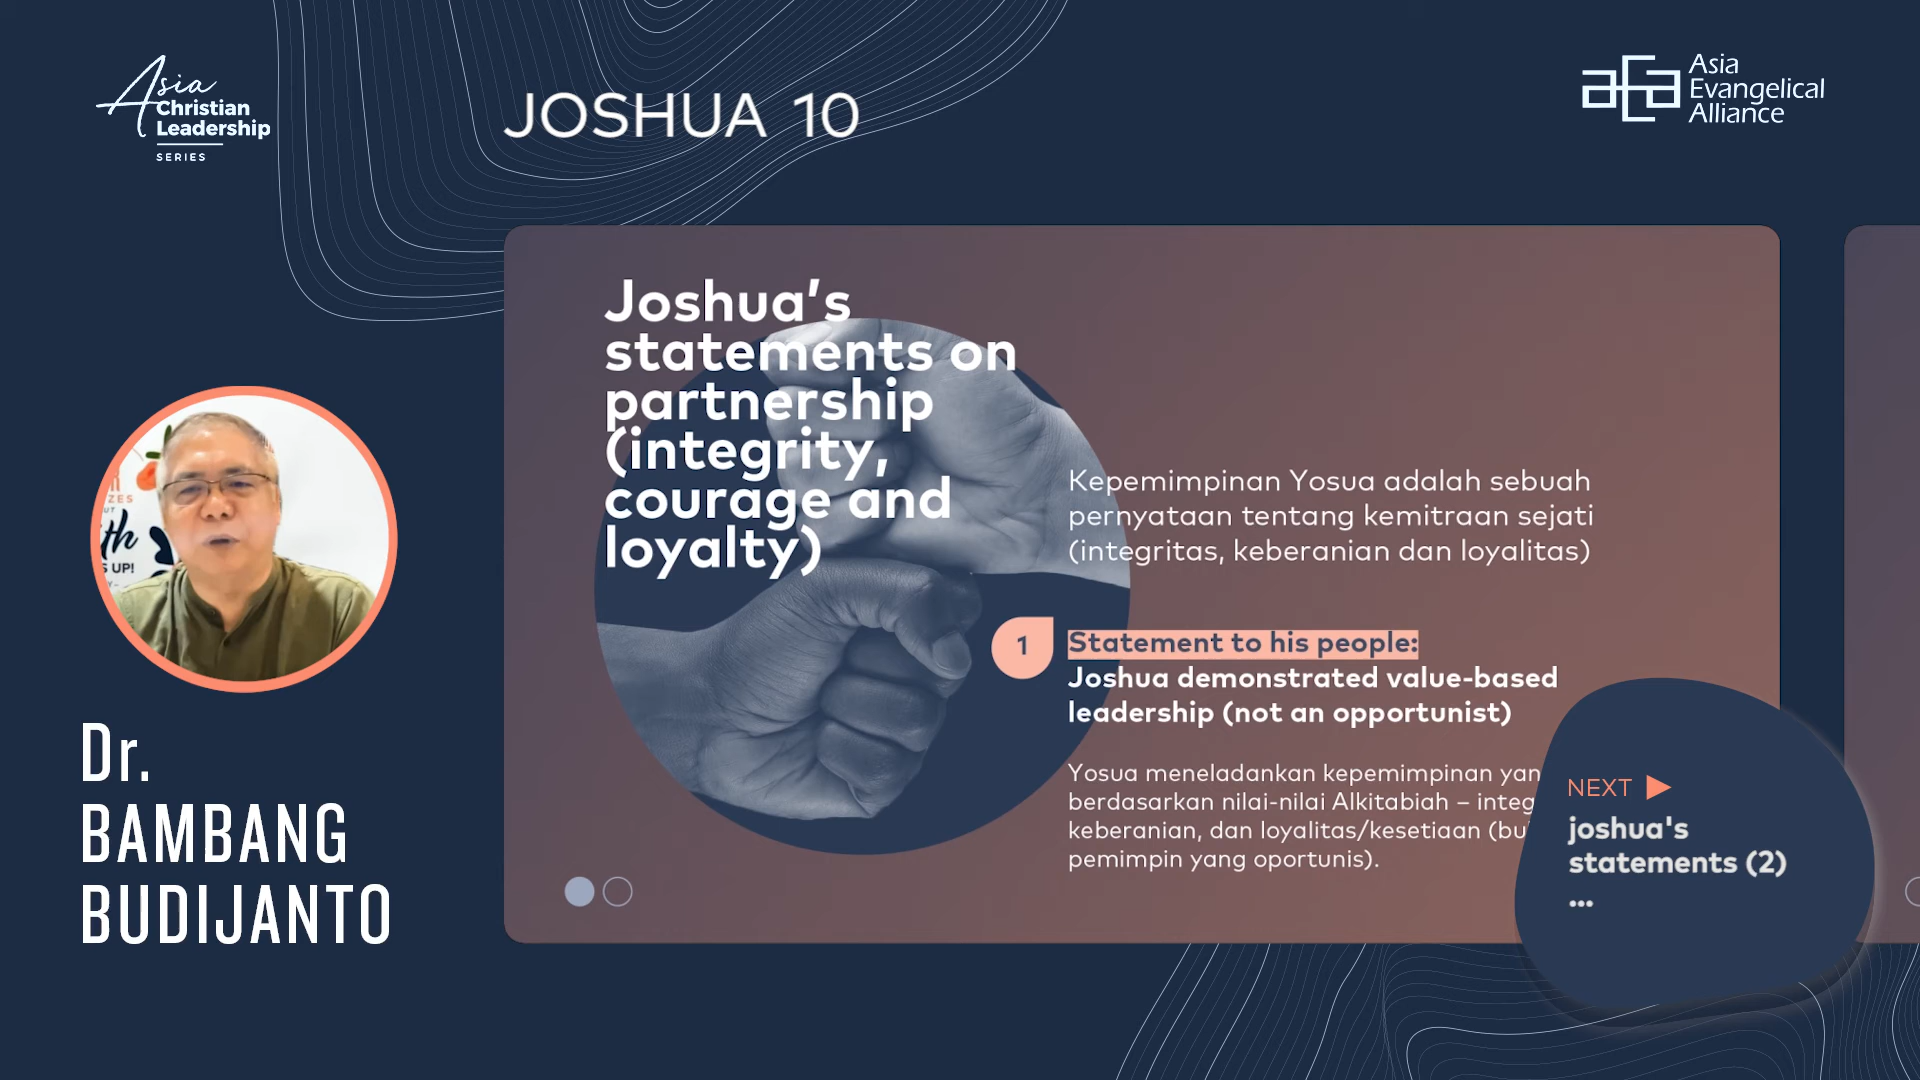 Asia
Christian
Leadership
SERIES
JOSHUA 10
aea
Asia
Evangelical
Alliance
Joshua's
statements on
partnership
(integrity,
courage and
loyalty)
Kepemimpinan Yosua adalah sebuah
pernyataan tentang kemitraan sejati
(integritas, keberanian dan loyalitas)
1
Statement to his people:
Joshua demonstrated value-based
leadership (not an opportunist)
Yosua meneladankan kepemimpinan yan
berdasarkan nilai-nilai Alkitabiah – integ
keberanian, dan loyalitas/kesetiaan (bu
pemimpin yang oportunis).
NEXT
joshua's
statements (2)
...
UP!
Dr.
BAMBANG
BUDIJANTO